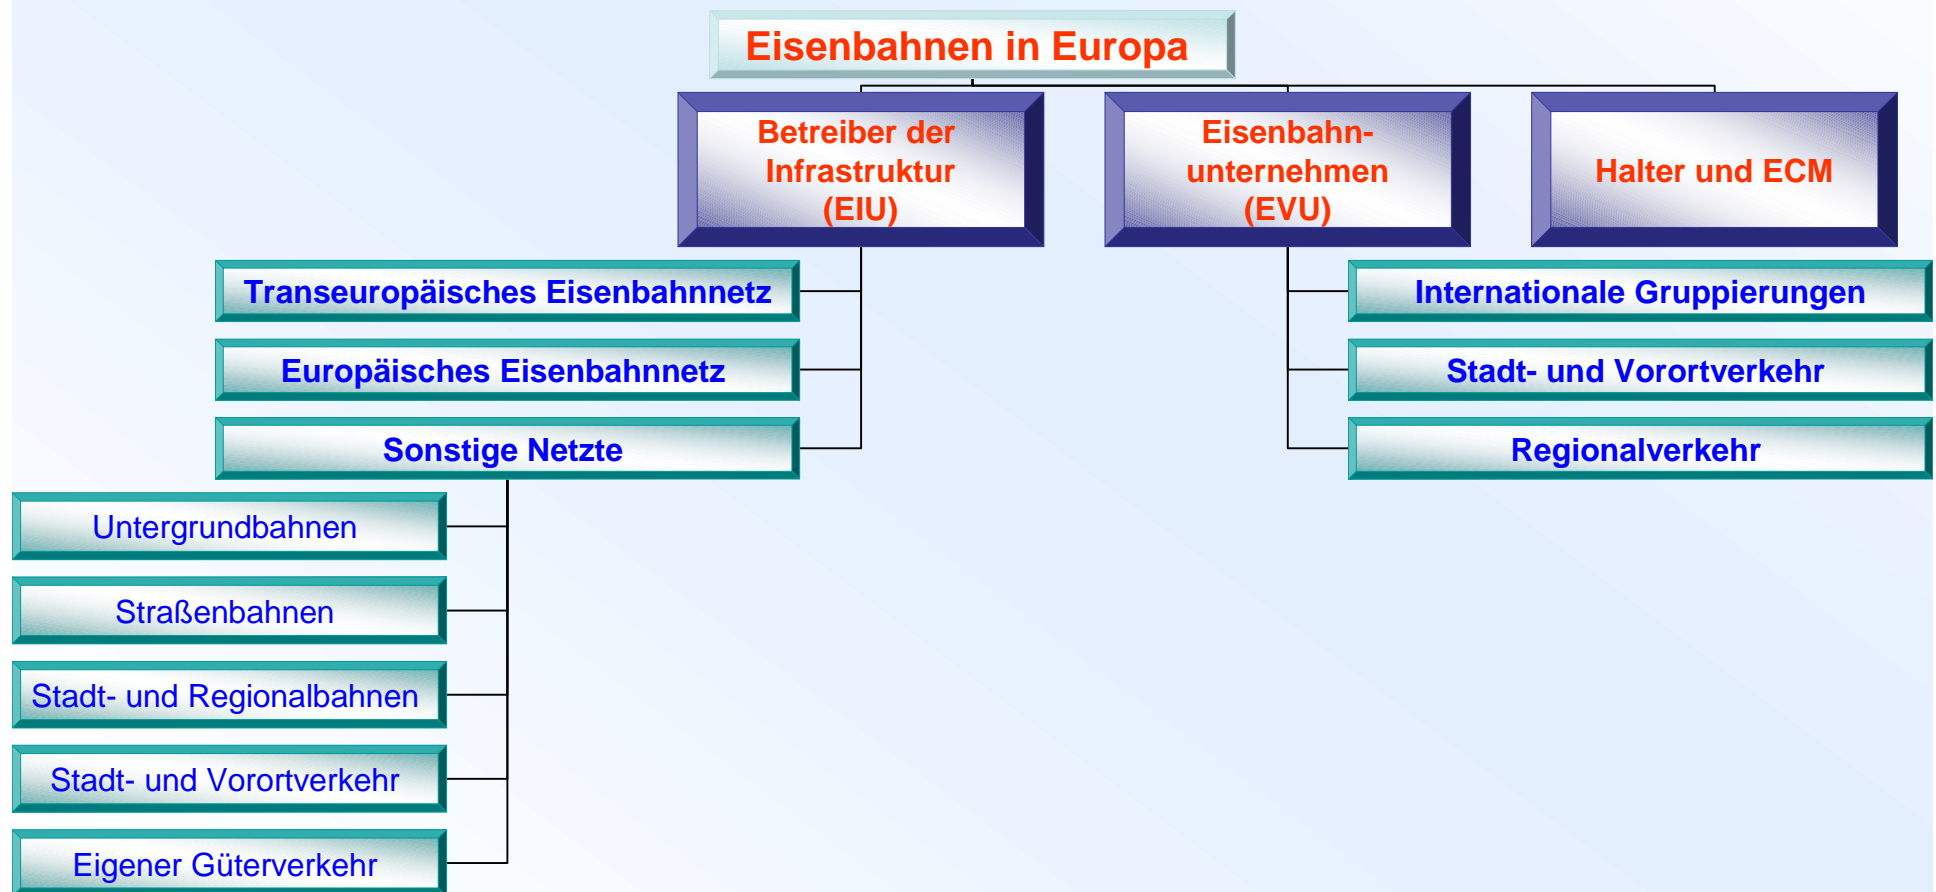 Eisenbahnen in Europa
Betreiber der
Infrastruktur
(EIU)
Eisenbahn-
unternehmen
(EVU)
Halter und ECM
Transeuropäisches Eisenbahnnetz
Europäisches Eisenbahnnetz
Sonstige Netzte
Untergrundbahnen
Straßenbahnen
Stadt- und Regionalbahnen
Stadt- und Vorortverkehr
Eigener Güterverkehr
Internationale Gruppierungen
Stadt- und Vorortverkehr
Regionalverkehr